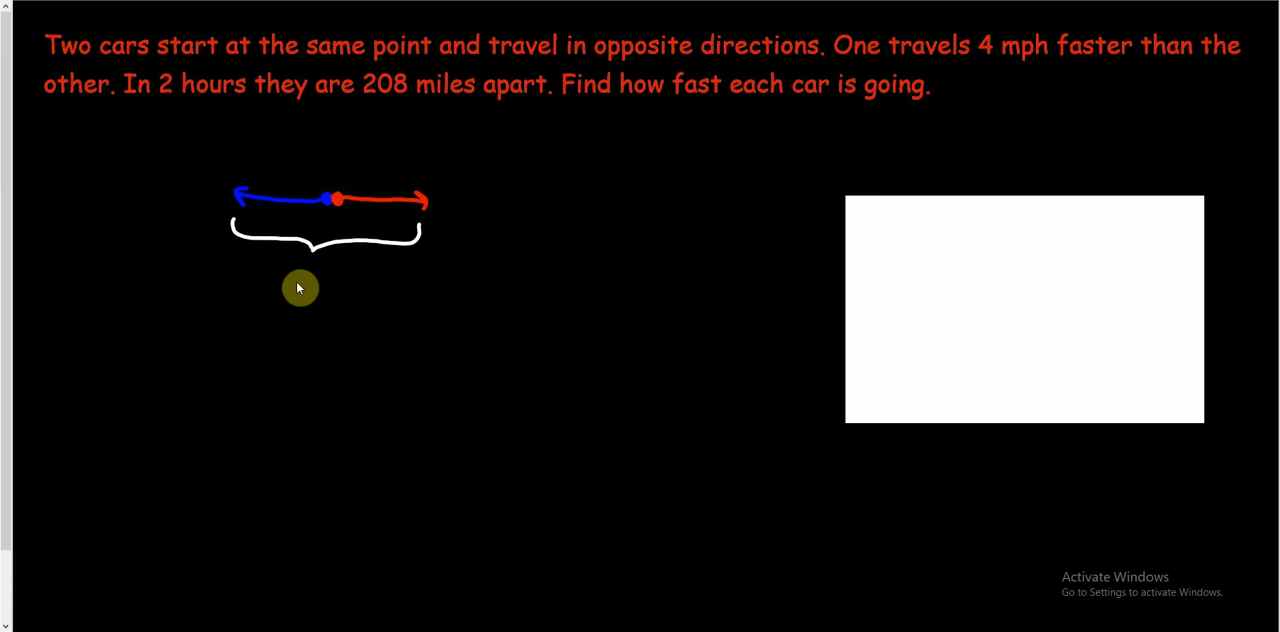 Two cars start at the same point and travel in opposite directions. One travels 4 mph faster than the
other. In 2 hours they are 208 miles apart. Find how fast each car is going.
Activate Windows
Go to Settings to activate Windows.